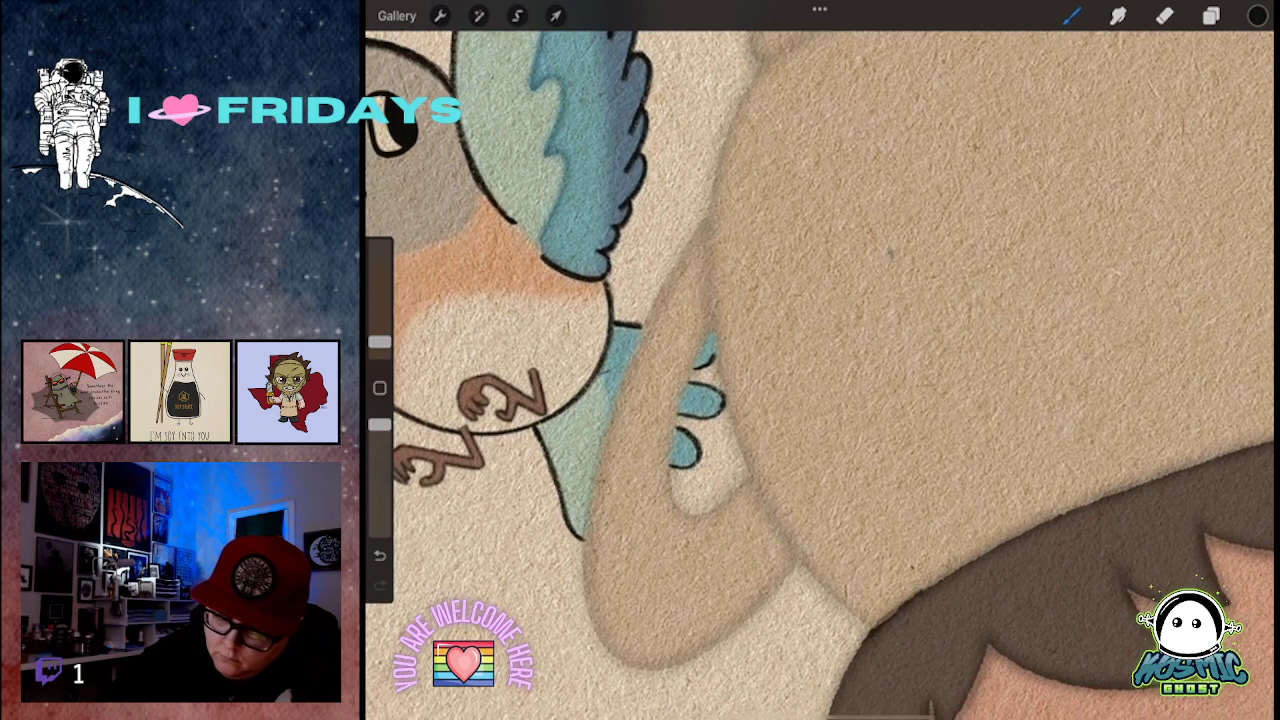 Gallery
I FRIDAYS
I'M SOY INTO YOU
YOU ARE WELCOME HERE
1
KOSMIC
GHOST